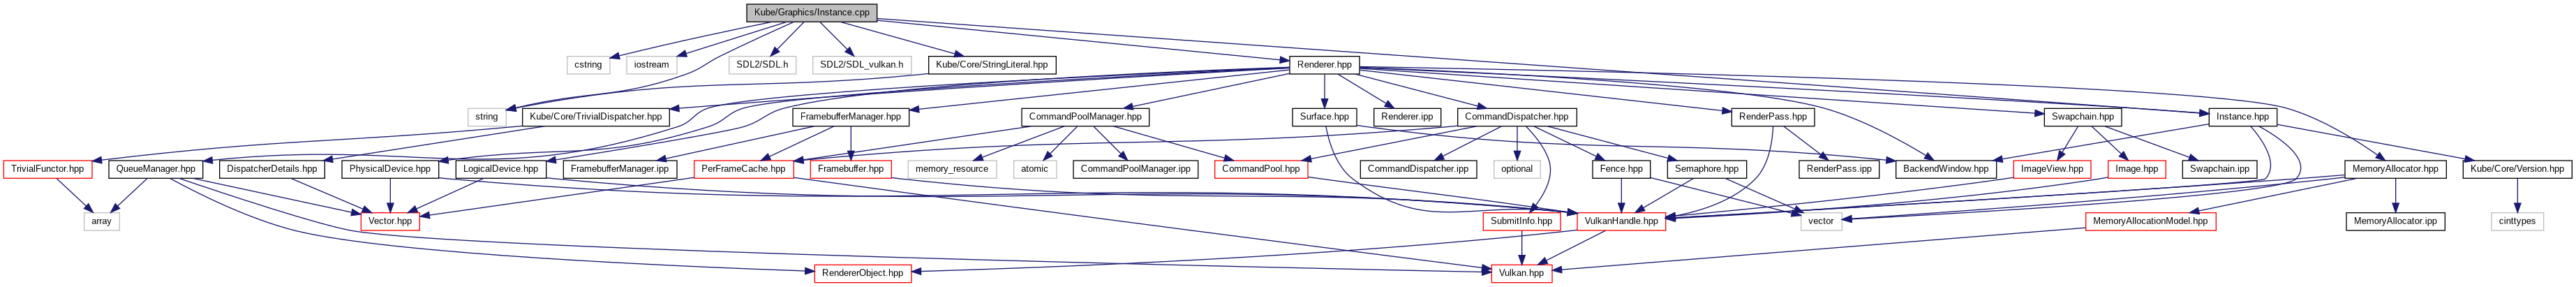 Kube/Graphics/Instance.cpp
cstring
iostream
SDL2/SDL.h
SDL2/SDL_vulkan.h
Kube/Core/StringLiteral.hpp
Renderer.hpp
string
Kube/Core/TrivialDispatcher.hpp
FramebufferManager.hpp
CommandPoolManager.hpp
Surface.hpp
Renderer.ipp
CommandDispatcher.hpp
RenderPass.hpp
Swapchain.hpp
Instance.hpp
TrivialFunctor.hpp
QueueManager.hpp
DispatcherDetails.hpp
PhysicalDevice.hpp
LogicalDevice.hpp
FramebufferManager.ipp
PerFrameCache.hpp
Framebuffer.hpp
memory_resource
atomic
CommandPoolManager.ipp
CommandPool.hpp
CommandDispatcher.ipp
optional
Fence.hpp
Semaphore.hpp
RenderPass.ipp
BackendWindow.hpp
ImageView.hpp
Image.hpp
Swapchain.ipp
MemoryAllocator.hpp
Kube/Core/Version.hpp
array
Vector.hpp
SubmitInfo.hpp
VulkanHandle.hpp
vector
MemoryAllocationModel.hpp
MemoryAllocator.ipp
cinttypes
RendererObject.hpp
Vulkan.hpp